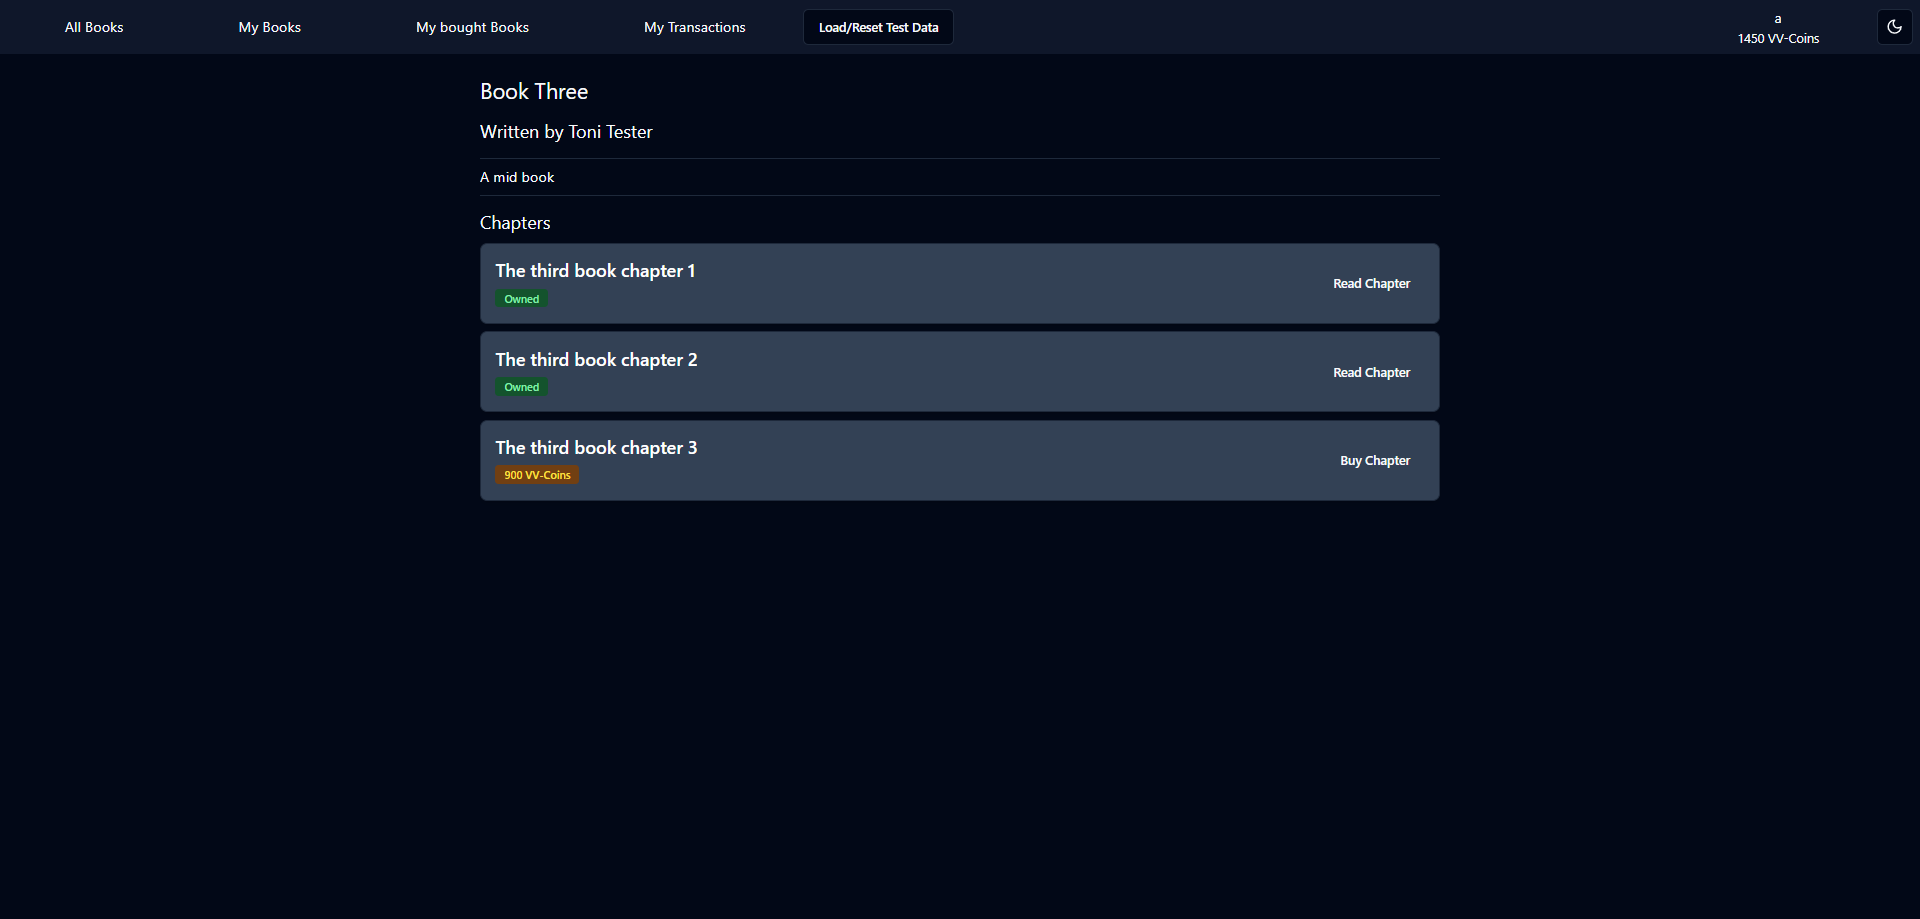 All Books
My Books
My bought Books
My Transactions
Load/Reset Test Data
a
1450 VV-Coins
Book Three
Written by Toni Tester
A mid book
Chapters
The third book chapter 1
Owned
Read Chapter
The third book chapter 2
Owned
Read Chapter
The third book chapter 3
900 VV-Coins
Buy Chapter